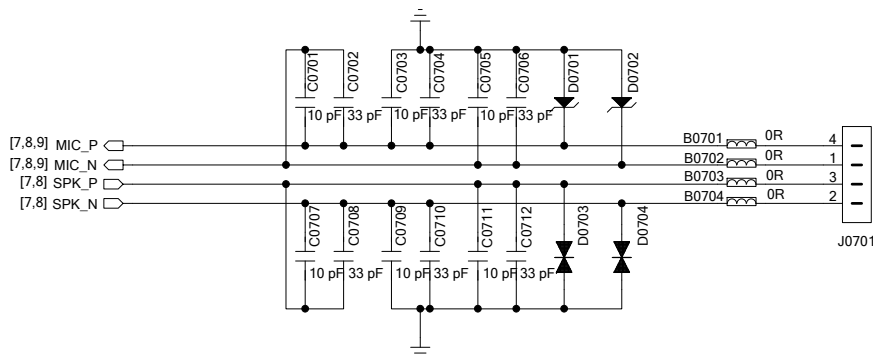 C0701
C0702
C0703
C0704
C0705
C0706
D0701
D0702
10 pF
33 pF
10 pF
33 pF
10 pF
33 pF
[7,8,9] MIC_P
[7,8,9] MIC_N
[7,8] SPK_P
[7,8] SPK_N
B0701 0R 4
B0702 0R 1
B0703 0R 3
B0704 0R 2
J0701
C0707
C0708
C0709
C0710
C0711
C0712
D0703
D0704
10 pF
33 pF
10 pF
33 pF
10 pF
33 pF